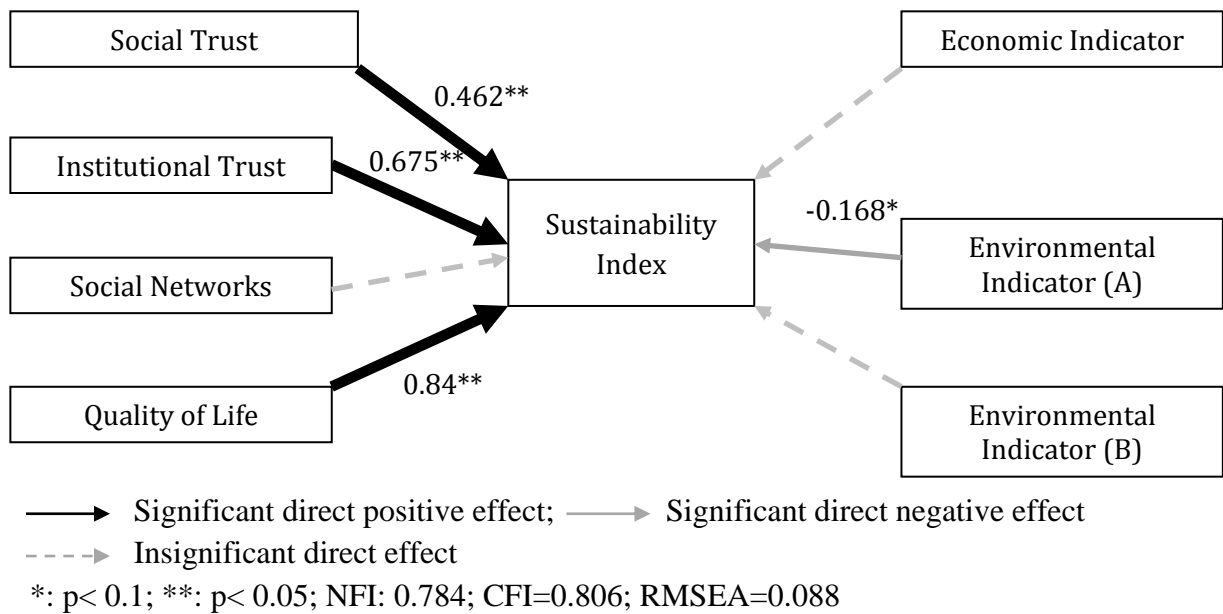 Social Trust
Economic Indicator
0.462**
Institutional Trust
0.675**
Sustainability
Index
-0.168*
Environmental
Indicator (A)
Social Networks
Quality of Life
0.84**
Environmental
Indicator (B)
Significant direct positive effect; Significant direct negative effect
Insignificant direct effect
*: p< 0.1; **: p< 0.05; NFI: 0.784; CFI=0.806; RMSEA=0.088